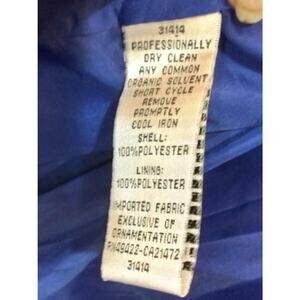 31414
PROFESSIONALLY
DRY CLEAN
ANY COMMON
ORGANIC SOLVENT
SHORT CYCLE
REMOVE
PROMPTLY
COOL IRON
SHELL:
100%POLYESTER
LINING:
100%POLYESTER
IMPORTED FABRIC
EXCLUSIVE OF
ORNAMENTATION
RN49422-CA21472
31414